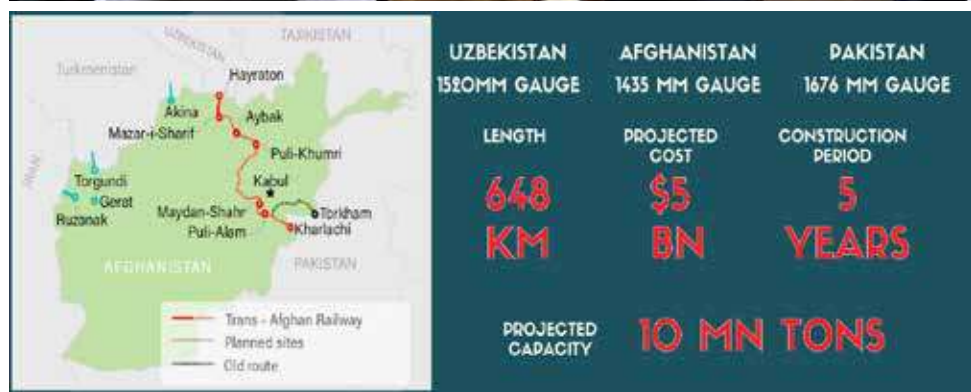 UZBEKISTAN
TAJIKISTAN
Turkmenistan
Hayraton
Akina
Aybak
Mazar-i-Sharif
Puli-Khumri
IRAN
Torgundi
Kabul
Gerat
Ruzanak
Maydan-Shahr
Torkham
Puli-Alam
Kharlachi
AFGHANISTAN
PAKISTAN
Trans - Afghan Railway
Planned sites
Old route
UZBEKISTAN
1520MM GAUGE
AFGHANISTAN
1435 MM GAUGE
PAKISTAN
1676 MM GAUGE
LENGTH
648
KM
PROJECTED
COST
$5
BN
CONSTRUCTION
PERIOD
5
YEARS
PROJECTED
CAPACITY
10 MN TONS